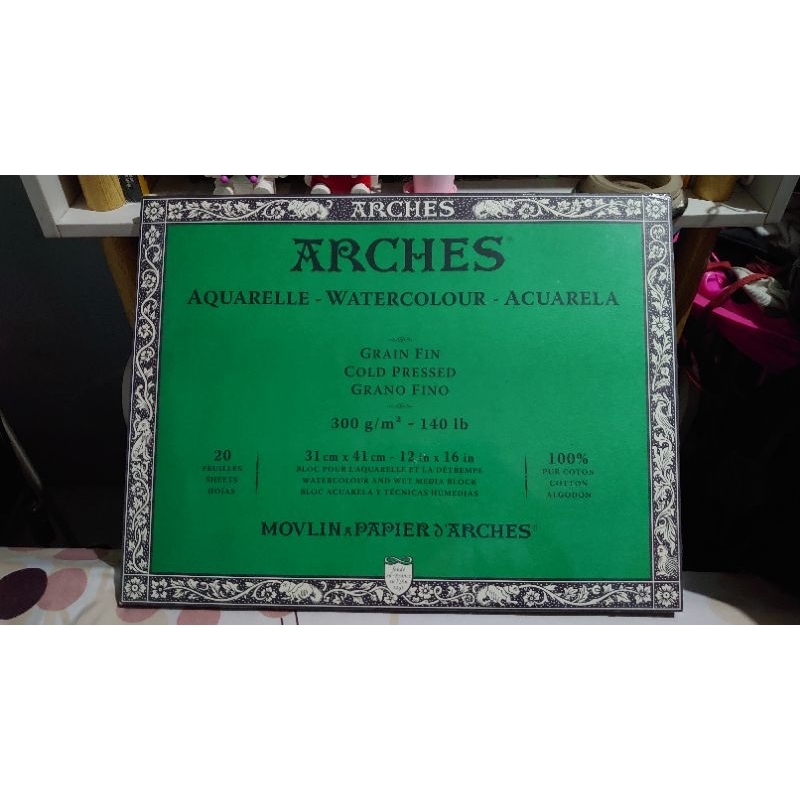 ARCHES
ARCHES
AQUARELLE - WATERCOLOUR - ACUARELA
GRAIN FIN
COLD PRESSED
GRANO FINO
300 g/m² - 140 lb
20
FEUILLES
SHEETS
HOJAS
31 cm x 41 cm - 12 in x 16 in
BLOC POUR L'AQUARELLE ET LA DÉTREMPE
WATERCOLOUR AND WET MEDIA BLOCK
BLOC ACUARELA Y TÉCNICAS HÚMEDIAS
100%
PUR COTON
COTTON
ALGODÓN
MOVLIN A PAPIER D'ARCHES®